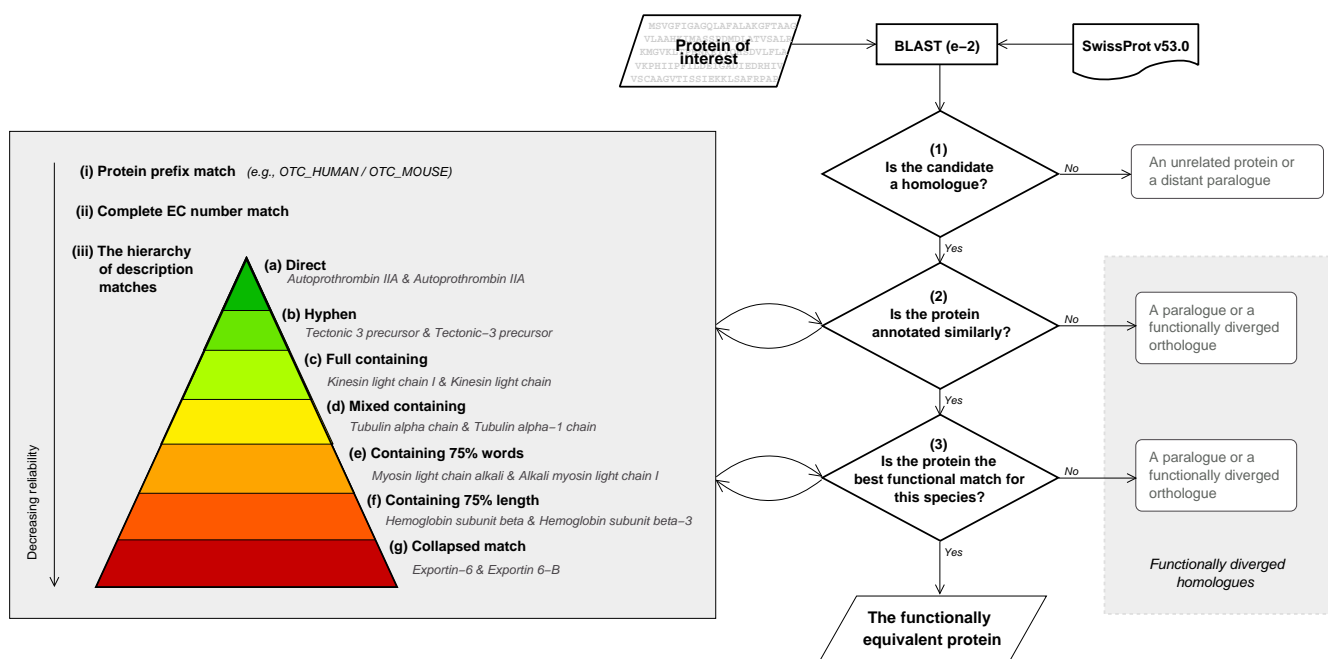 MSVGFIGAGQLAFALAKGFTAAG
Protein of
interest
VSCAAGVTISSIEKKLSAFRPAP
BLAST (e−2)
SwissProt v53.0
(1)
Is the candidate
a homologue?
No
An unrelated protein or
a distant paralogue
Yes
(2)
Is the protein
annotated similarly?
No
A paralogue or a
functionally diverged
orthologue
Yes
(3)
Is the protein the
best functional match for
this species?
No
A paralogue or a
functionally diverged
orthologue
Yes
Functionally diverged
homologues
The functionally
equivalent protein
Decreasing reliability
(i) Protein prefix match (e.g., OTC_HUMAN / OTC_MOUSE)
(ii) Complete EC number match
(iii) The hierarchy
of description
matches
(a) Direct
Autoprothrombin IIA & Autoprothrombin IIA
(b) Hyphen
Tectonic 3 precursor & Tectonic−3 precursor
(c) Full containing
Kinesin light chain I & Kinesin light chain
(d) Mixed containing
Tubulin alpha chain & Tubulin alpha−1 chain
(e) Containing 75% words
Myosin light chain alkali & Alkali myosin light chain I
(f) Containing 75% length
Hemoglobin subunit beta & Hemoglobin subunit beta−3
(g) Collapsed match
Exportin−6 & Exportin 6−B